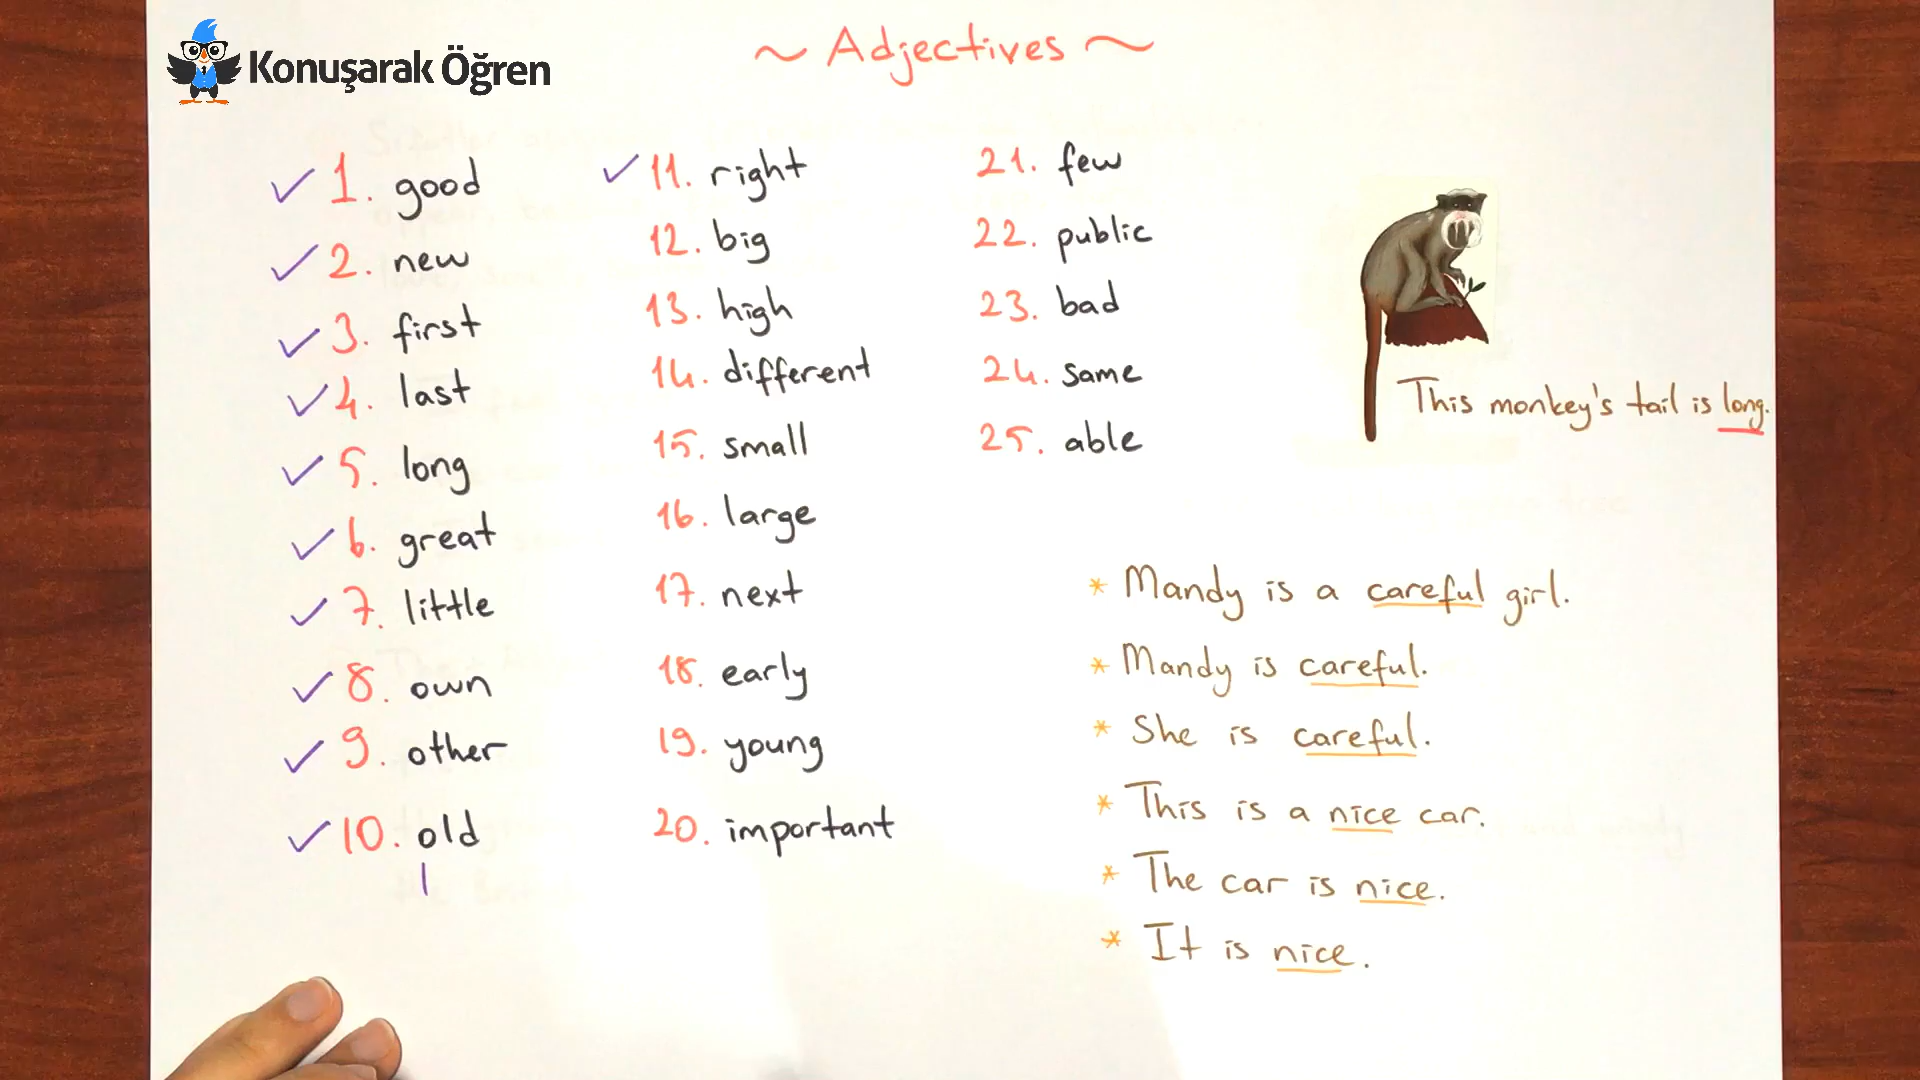 Konuşarak Öğren
~ Adjectives ~
1. good
2. new
3. first
4. last
5. long
6. great
7. little
8. own
9. other
10. old
11. right
12. big
13. high
14. different
15. small
16. large
17. next
18. early
19. young
20. important
21. few
22. public
23. bad
24. same
25. able
This monkey's tail is long.
* Mandy is a careful girl.
* Mandy is careful.
* She is careful.
* This is a nice car.
* The car is nice.
* It is nice.